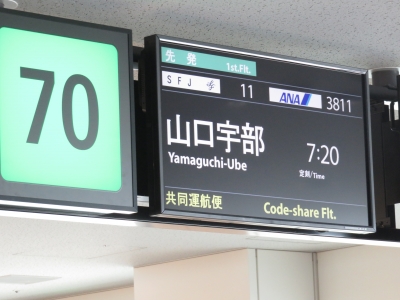 70
先発 1st.Flt.
SFJ 11 ANA 3811
山口宇部
Yamaguchi-Ube
7:20
定刻/Time
共同運航便 Code-share Flt.